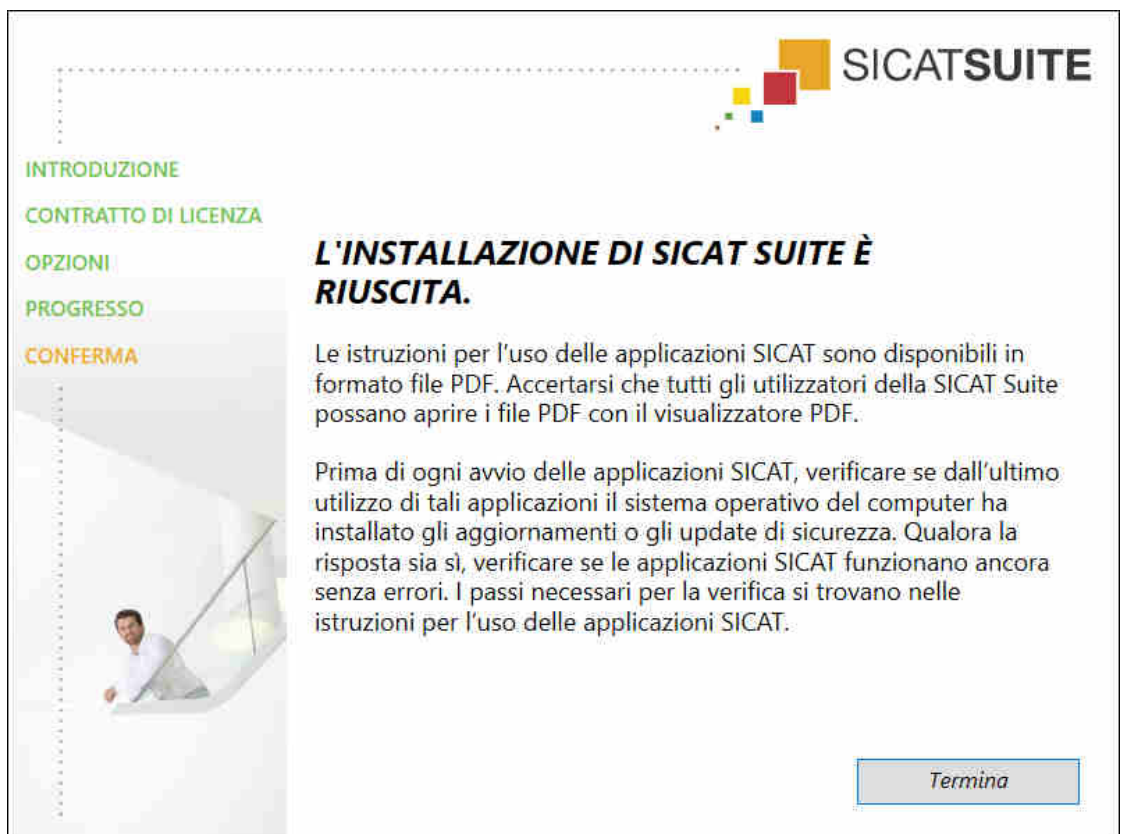 SICATSUITE
INTRODUZIONE
CONTRATTO DI LICENZA
OPZIONI
PROGRESSO
CONFERMA
L'INSTALLAZIONE DI SICAT SUITE È
RIUSCITA.
Le istruzioni per l'uso delle applicazioni SICAT sono disponibili in
formato file PDF. Accertarsi che tutti gli utilizzatori della SICAT Suite
possano aprire i file PDF con il visualizzatore PDF.
Prima di ogni avvio delle applicazioni SICAT, verificare se dall'ultimo
utilizzo di tali applicazioni il sistema operativo del computer ha
installato gli aggiornamenti o gli update di sicurezza. Qualora la
risposta sia sì, verificare se le applicazioni SICAT funzionano ancora
senza errori. I passi necessari per la verifica si trovano nelle
istruzioni per l'uso delle applicazioni SICAT.
Termina